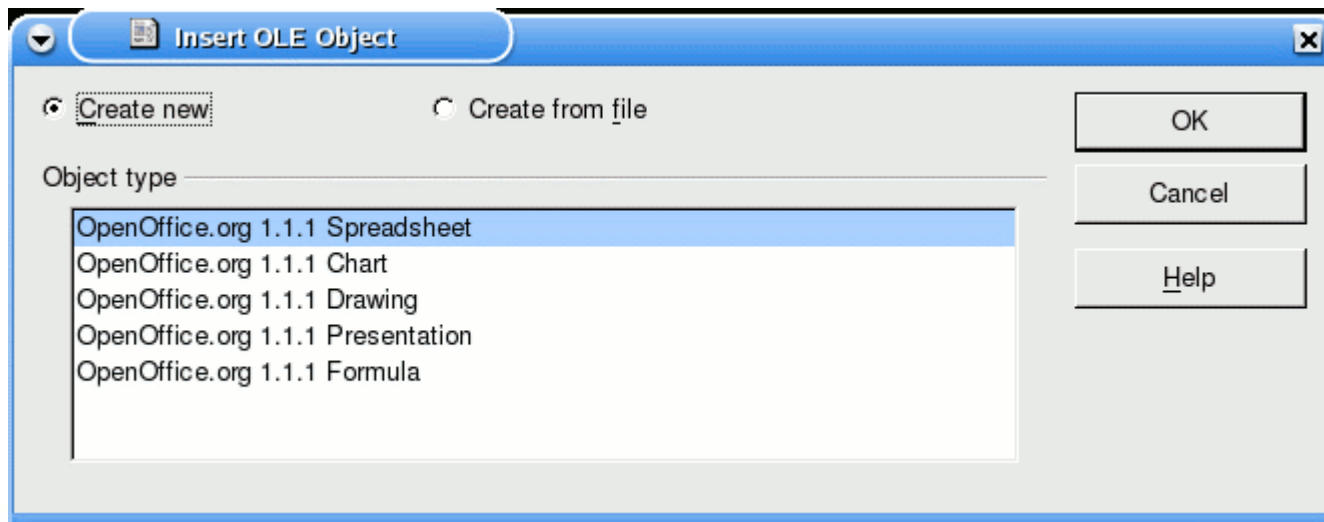 Insert OLE Object
Create new Create from file
OK
Object type
Cancel
OpenOffice.org 1.1.1 Spreadsheet
OpenOffice.org 1.1.1 Chart
Help
OpenOffice.org 1.1.1 Drawing
OpenOffice.org 1.1.1 Presentation
OpenOffice.org 1.1.1 Formula